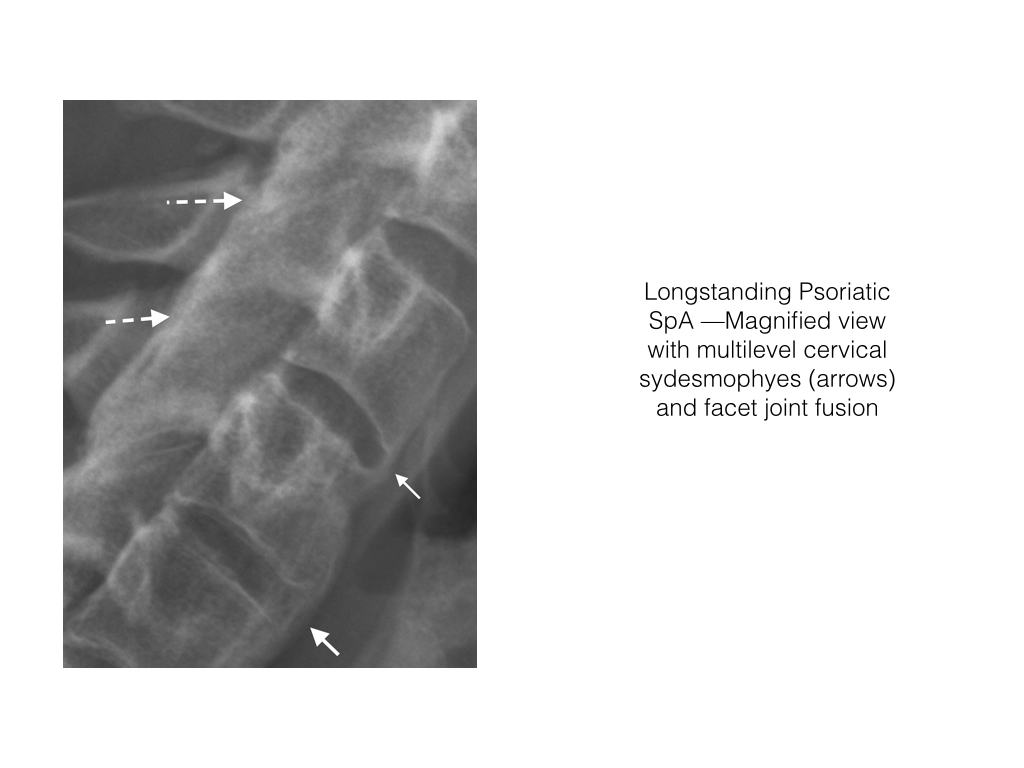 Longstanding Psoriatic
SpA —Magnified view
with multilevel cervical
sydesmophyes (arrows)
and facet joint fusion